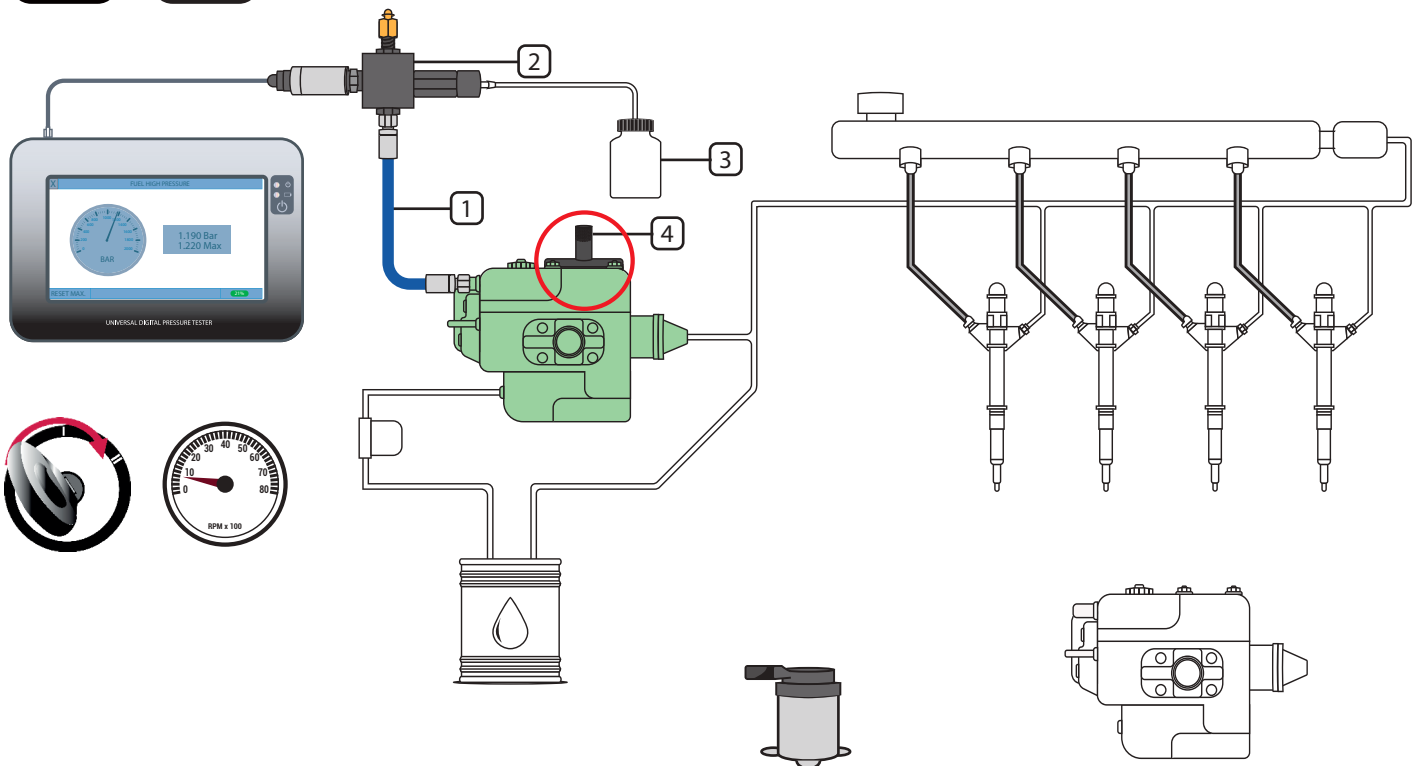 2
3
1
4
X FUEL HIGH PRESSURE
1.190 Bar
1.220 Max
BAR
RESET MAX. 21%
UNIVERSAL DIGITAL PRESSURE TESTER
0 10 20 30 40 50 60 70 80
RPM x 100